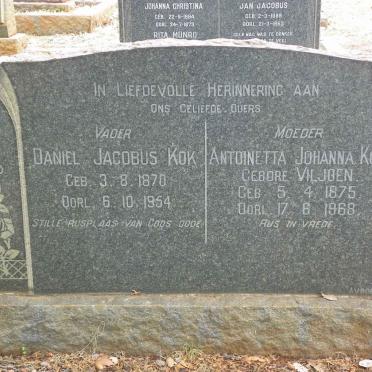 JOHANNA CHRISTINA
JAN JACOBUS
RITA MUNRO
IN LIEFDEVOLLE HERINNERING AAN
ONS GELIEFDE OUERS
VADER
DANIEL JACOBUS KOK
GEB. 3. 8. 1870
OORL. 6. 10. 1954
STILLE RUSPLAAS VAN GODS OUDE
MOEDER
ANTOINETTA JOHANNA
GEBORE VILJOEN
GEB. 5. 4. 1875
OORL. 17. 6. 1968
RUS IN VREDE